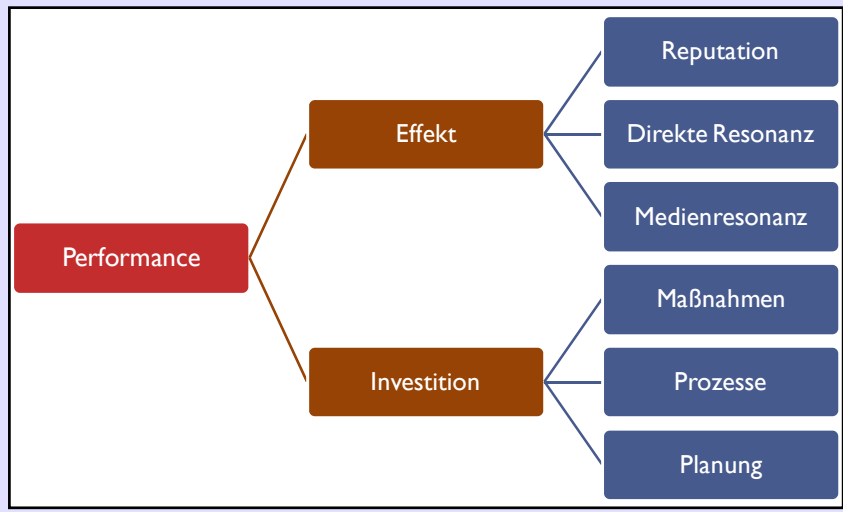 Performance
Effekt
Reputation
Direkte Resonanz
Medienresonanz
Investition
Maßnahmen
Prozesse
Planung